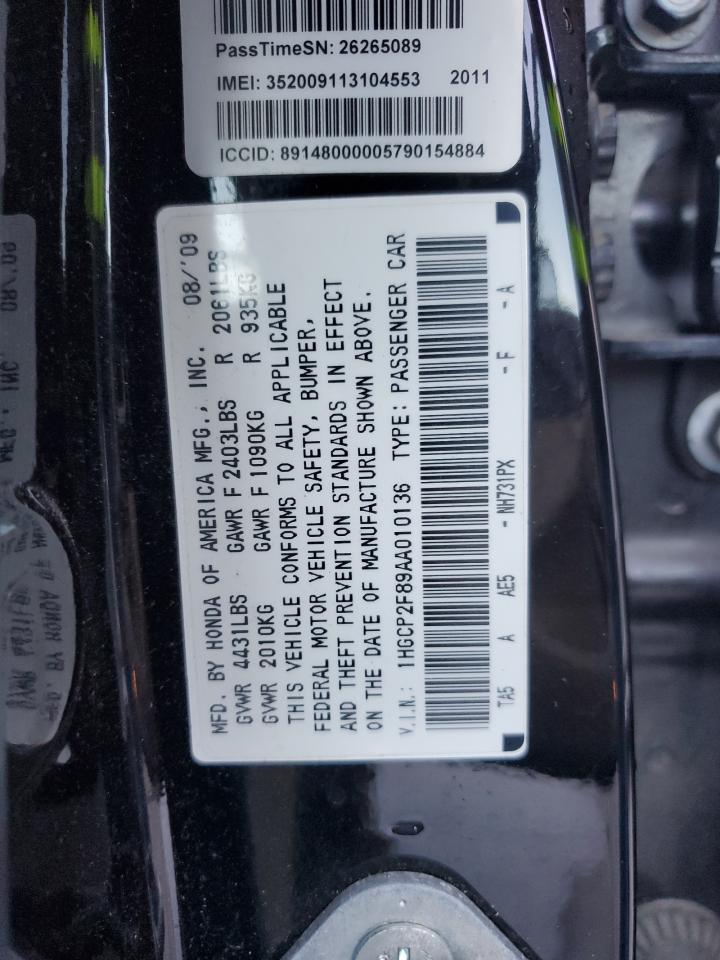 PassTimeSN: 26265089
IMEI: 352009113104553 2011
ICCID: 89148000005790154884
MFD. BY HONDA OF AMERICA MFG., INC. 08/'09
GVWR 4431LBS GAWR F 2403LBS R 2061LBS
GVWR 2010KG GAWR F 1090KG R 935KG
THIS VEHICLE CONFORMS TO ALL APPLICABLE
FEDERAL MOTOR VEHICLE SAFETY, BUMPER,
AND THEFT PREVENTION STANDARDS IN EFFECT
ON THE DATE OF MANUFACTURE SHOWN ABOVE.
V.I.N.: 1HGCP2F89AA010136 TYPE: PASSENGER CAR
TA5 A AE5 - NH731PX - F - A